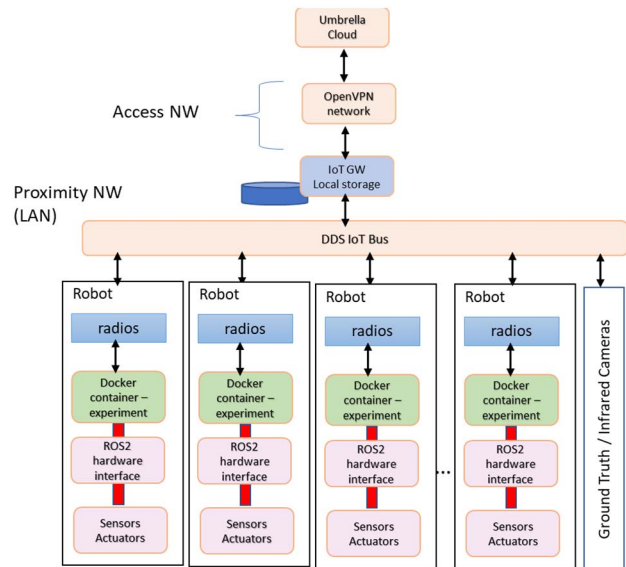 Umbrella
Cloud
Access NW
OpenVPN
network
IoT GW
Local storage
Proximity NW
(LAN)
DDS IoT Bus
Robot
radios
Docker
container –
experiment
ROS2
hardware
interface
Sensors
Actuators
Robot
radios
Docker
container –
experiment
ROS2
hardware
interface
Sensors
Actuators
Robot
radios
Docker
container –
experiment
ROS2
hardware
interface
Sensors
Actuators
...
Robot
radios
Docker
container –
experiment
ROS2
hardware
interface
Sensors
Actuators
Ground Truth / Infrared Cameras